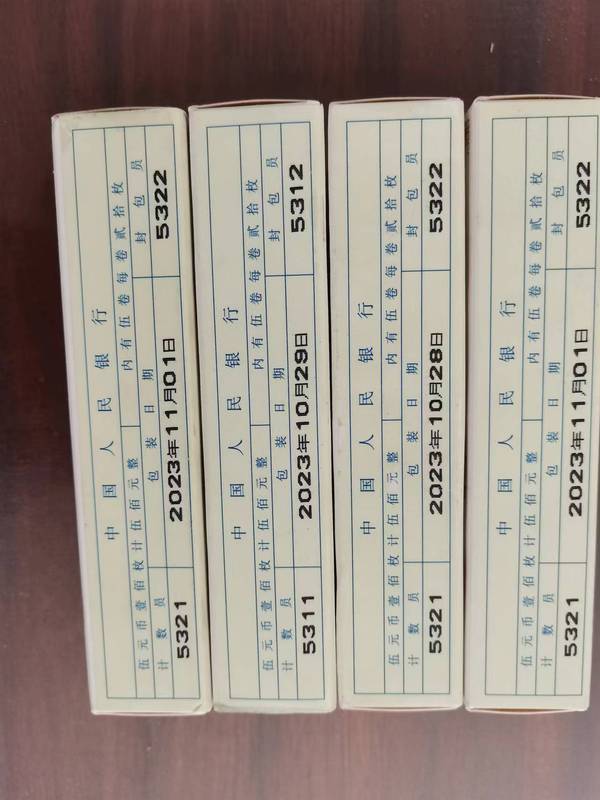 中国人民银行
伍元币壹佰枚计伍佰元整 内有伍卷每卷贰拾枚
计数员 包装日期 封包员
5321 2023年11月01日 5322
中国人民银行
伍元币壹佰枚计伍佰元整 内有伍卷每卷贰拾枚
计数员 包装日期 封包员
5311 2023年10月29日 5312
中国人民银行
伍元币壹佰枚计伍佰元整 内有伍卷每卷贰拾枚
计数员 包装日期 封包员
5321 2023年10月28日 5322
中国人民银行
伍元币壹佰枚计伍佰元整 内有伍卷每卷贰拾枚
计数员 包装日期 封包员
5321 2023年11月01日 5322